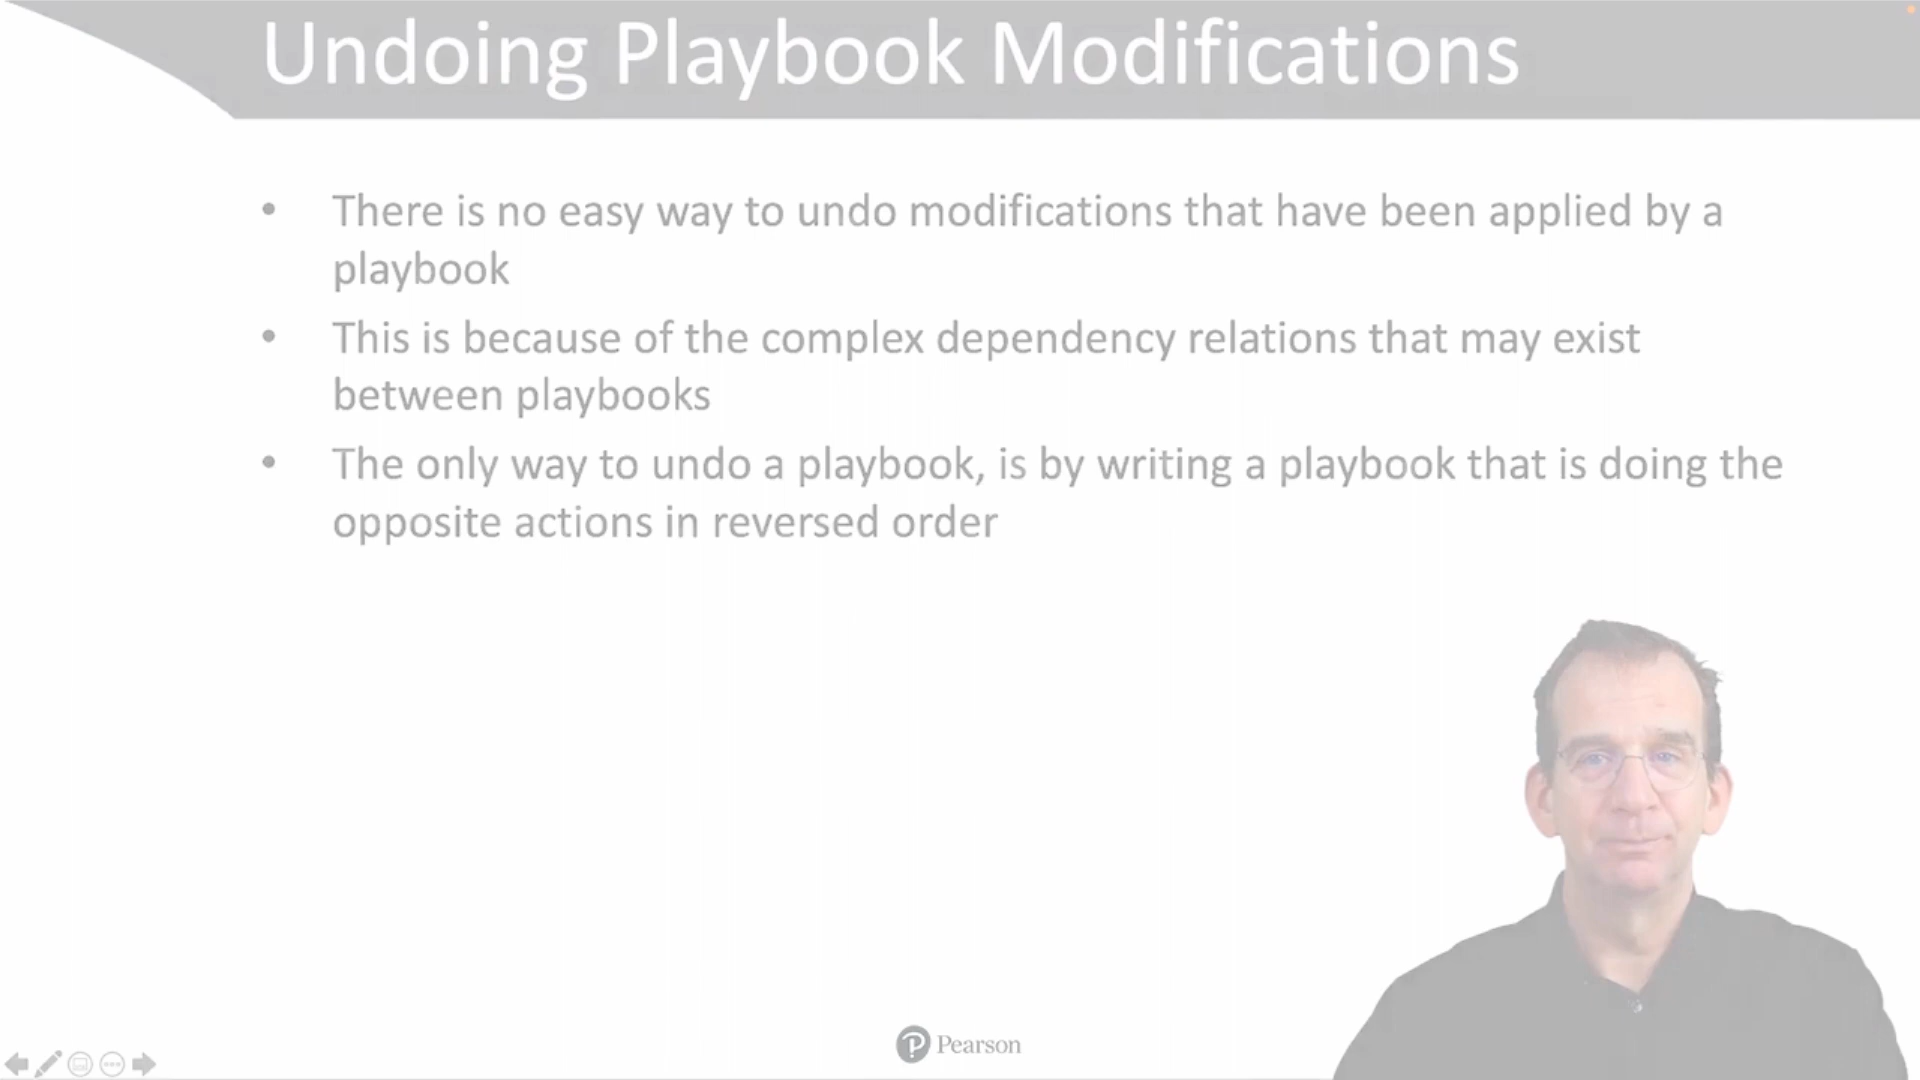 Undoing Playbook Modifications
• There is no easy way to undo modifications that have been applied by a
playbook
• This is because of the complex dependency relations that may exist
between playbooks
• The only way to undo a playbook, is by writing a playbook that is doing the
opposite actions in reversed order
Pearson